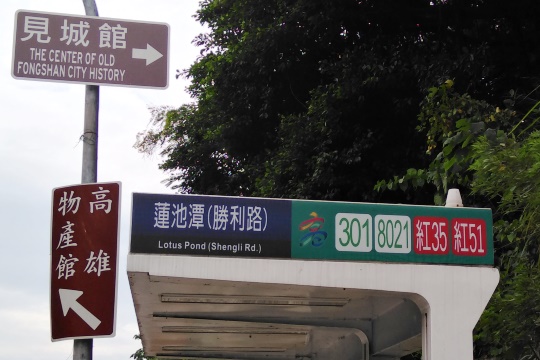 見城館
THE CENTER OF OLD
FONGSHAN CITY HISTORY
高雄
物產館
蓮池潭(勝利路)
Lotus Pond (Shengli Rd.)
301 8021 紅35 紅51